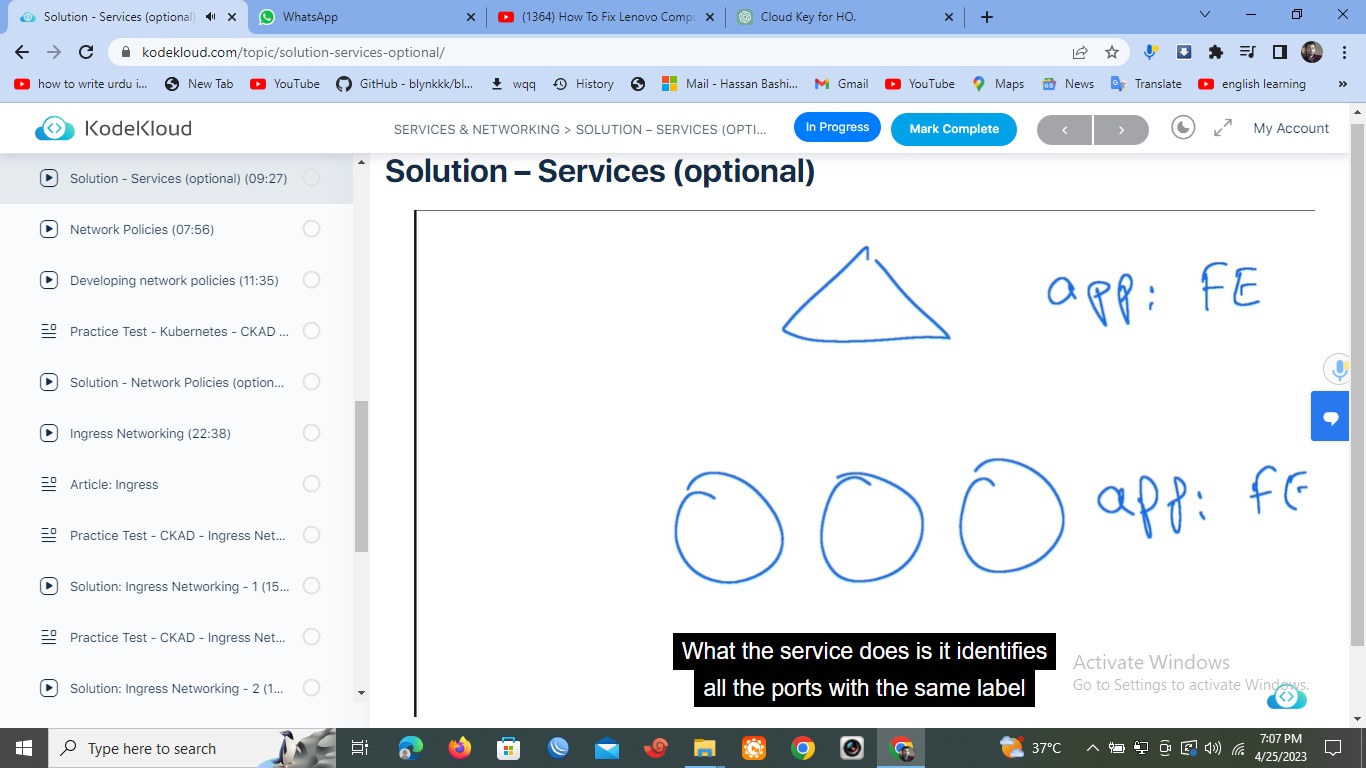 Solution - Services (optional)
WhatsApp
(1364) How To Fix Lenovo Compu
Cloud Key for HO.
kodekloud.com/topic/solution-services-optional/
how to write urdu i...
New Tab
YouTube
GitHub - blynkkk/bl...
wqq
History
Mail - Hassan Bashi...
Gmail
YouTube
Maps
News
Translate
english learning
»
KodeKloud
SERVICES & NETWORKING > SOLUTION – SERVICES (OPTI...
In Progress
Mark Complete
My Account
Solution - Services (optional) (09:27)
Network Policies (07:56)
Developing network policies (11:35)
Practice Test - Kubernetes - CKAD ...
Solution - Network Policies (option...
Ingress Networking (22:38)
Article: Ingress
Practice Test - CKAD - Ingress Net...
Solution: Ingress Networking - 1 (15...
Practice Test - CKAD - Ingress Net...
Solution: Ingress Networking - 2 (1...
Solution – Services (optional)
app: FE
app: FE
What the service does is it identifies
all the ports with the same label
Activate Windows
Go to Settings to activate Windows.
Type here to search
37°C
7:07 PM
4/25/2023